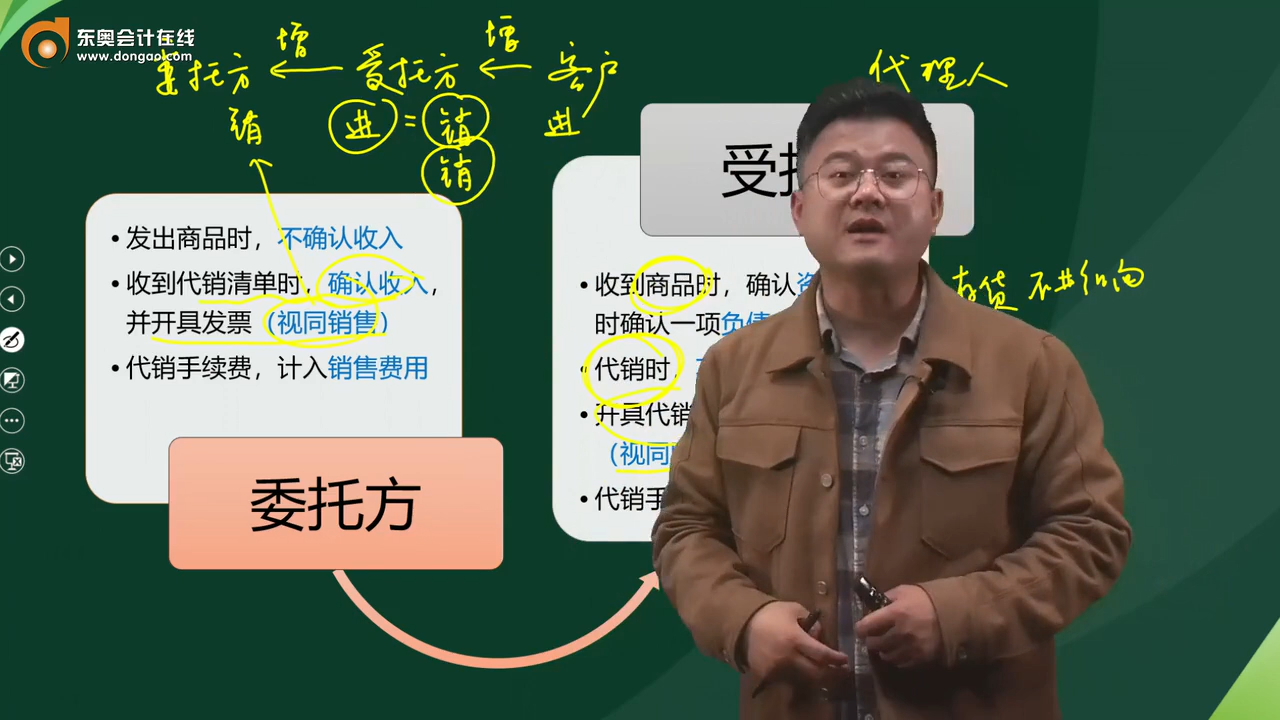 东奥会计在线
www.dongao.com
增 增
委托方 受托方 客户
代理人
销 进 = 销 进
销
受托
• 发出商品时，不确认收入
• 收到代销清单时，确认收入，
并开具发票（视同销售）
• 代销手续费，计入销售费用
委托方
• 收到商品时，确认资
时确认一项负债
• 代销时，
• 开具代销
（视同
• 代销手
存货 不进 向